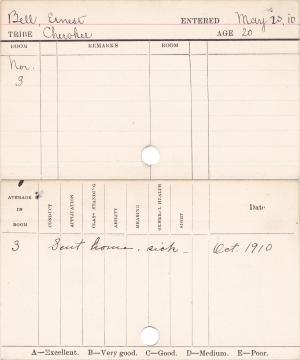 Bell, Ernest ENTERED May 23, 10
TRIBE Cherokee AGE 20
ROOM REMARKS ROOM
Nor.
3
AVERAGE IN ROOM CONDUCT APPLICATION CLASS STANDING ABILITY HEARING GENERAL HEALTH SIGHT Date
3 Sent home. sick - Oct. 1910
A—Excellent. B—Very good. C—Good. D—Medium. E—Poor.